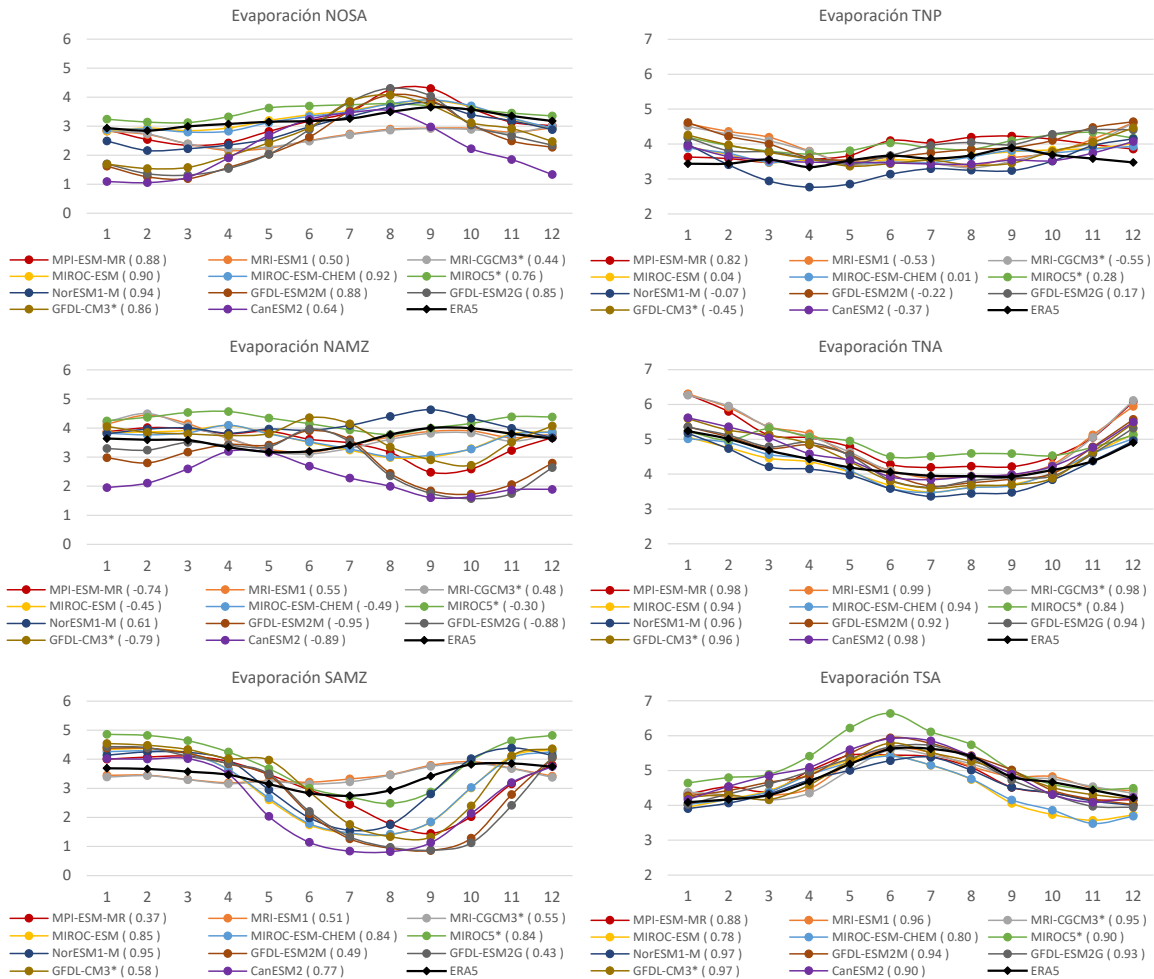 Evaporación NOSA
6
5
4
3
2
1
0
1 2 3 4 5 6 7 8 9 10 11 12
MPI-ESM-MR ( 0.88 ) MRI-ESM1 ( 0.50 ) MRI-CGCM3* ( 0.44 )
MIROC-ESM ( 0.90 ) MIROC-ESM-CHEM ( 0.92 ) MIROC5* ( 0.76 )
NorESM1-M ( 0.94 ) GFDL-ESM2M ( 0.88 ) GFDL-ESM2G ( 0.85 )
GFDL-CM3* ( 0.86 ) CanESM2 ( 0.64 ) ERA5
Evaporación TNP
7
6
5
4
3
2
1 2 3 4 5 6 7 8 9 10 11 12
MPI-ESM-MR ( 0.82 ) MRI-ESM1 ( -0.53 ) MRI-CGCM3* ( -0.55 )
MIROC-ESM ( 0.04 ) MIROC-ESM-CHEM ( 0.01 ) MIROC5* ( 0.28 )
NorESM1-M ( -0.07 ) GFDL-ESM2M ( -0.22 ) GFDL-ESM2G ( 0.17 )
GFDL-CM3* ( -0.45 ) CanESM2 ( -0.37 ) ERA5
Evaporación NAMZ
6
5
4
3
2
1
0
1 2 3 4 5 6 7 8 9 10 11 12
MPI-ESM-MR ( -0.74 ) MRI-ESM1 ( 0.55 ) MRI-CGCM3* ( 0.48 )
MIROC-ESM ( -0.45 ) MIROC-ESM-CHEM ( -0.49 ) MIROC5* ( -0.30 )
NorESM1-M ( 0.61 ) GFDL-ESM2M ( -0.95 ) GFDL-ESM2G ( -0.88 )
GFDL-CM3* ( -0.79 ) CanESM2 ( -0.89 ) ERA5
Evaporación TNA
7
6
5
4
3
2
1 2 3 4 5 6 7 8 9 10 11 12
MPI-ESM-MR ( 0.98 ) MRI-ESM1 ( 0.99 ) MRI-CGCM3* ( 0.98 )
MIROC-ESM ( 0.94 ) MIROC-ESM-CHEM ( 0.94 ) MIROC5* ( 0.84 )
NorESM1-M ( 0.96 ) GFDL-ESM2M ( 0.92 ) GFDL-ESM2G ( 0.94 )
GFDL-CM3* ( 0.96 ) CanESM2 ( 0.98 ) ERA5
Evaporación SAMZ
6
5
4
3
2
1
0
1 2 3 4 5 6 7 8 9 10 11 12
MPI-ESM-MR ( 0.37 ) MRI-ESM1 ( 0.51 ) MRI-CGCM3* ( 0.55 )
MIROC-ESM ( 0.85 ) MIROC-ESM-CHEM ( 0.84 ) MIROC5* ( 0.84 )
NorESM1-M ( 0.95 ) GFDL-ESM2M ( 0.49 ) GFDL-ESM2G ( 0.43 )
GFDL-CM3* ( 0.58 ) CanESM2 ( 0.77 ) ERA5
Evaporación TSA
7
6
5
4
3
2
1 2 3 4 5 6 7 8 9 10 11 12
MPI-ESM-MR ( 0.88 ) MRI-ESM1 ( 0.96 ) MRI-CGCM3* ( 0.95 )
MIROC-ESM ( 0.78 ) MIROC-ESM-CHEM ( 0.80 ) MIROC5* ( 0.90 )
NorESM1-M ( 0.97 ) GFDL-ESM2M ( 0.94 ) GFDL-ESM2G ( 0.93 )
GFDL-CM3* ( 0.97 ) CanESM2 ( 0.90 ) ERA5